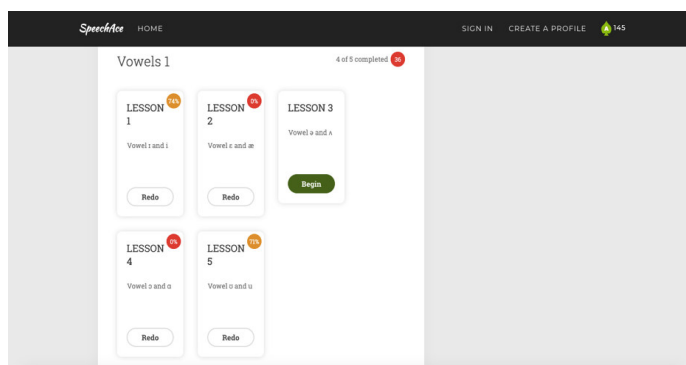 SpeechAce HOME SIGN IN CREATE A PROFILE A 145
Vowels 1 4 of 5 completed 36
LESSON 1 74%
Vowel ɪ and i
Redo
LESSON 2 0%
Vowel ɛ and æ
Redo
LESSON 3
Vowel ə and ʌ
Begin
LESSON 4 0%
Vowel ɔ and ɑ
Redo
LESSON 5 71%
Vowel ʊ and u
Redo